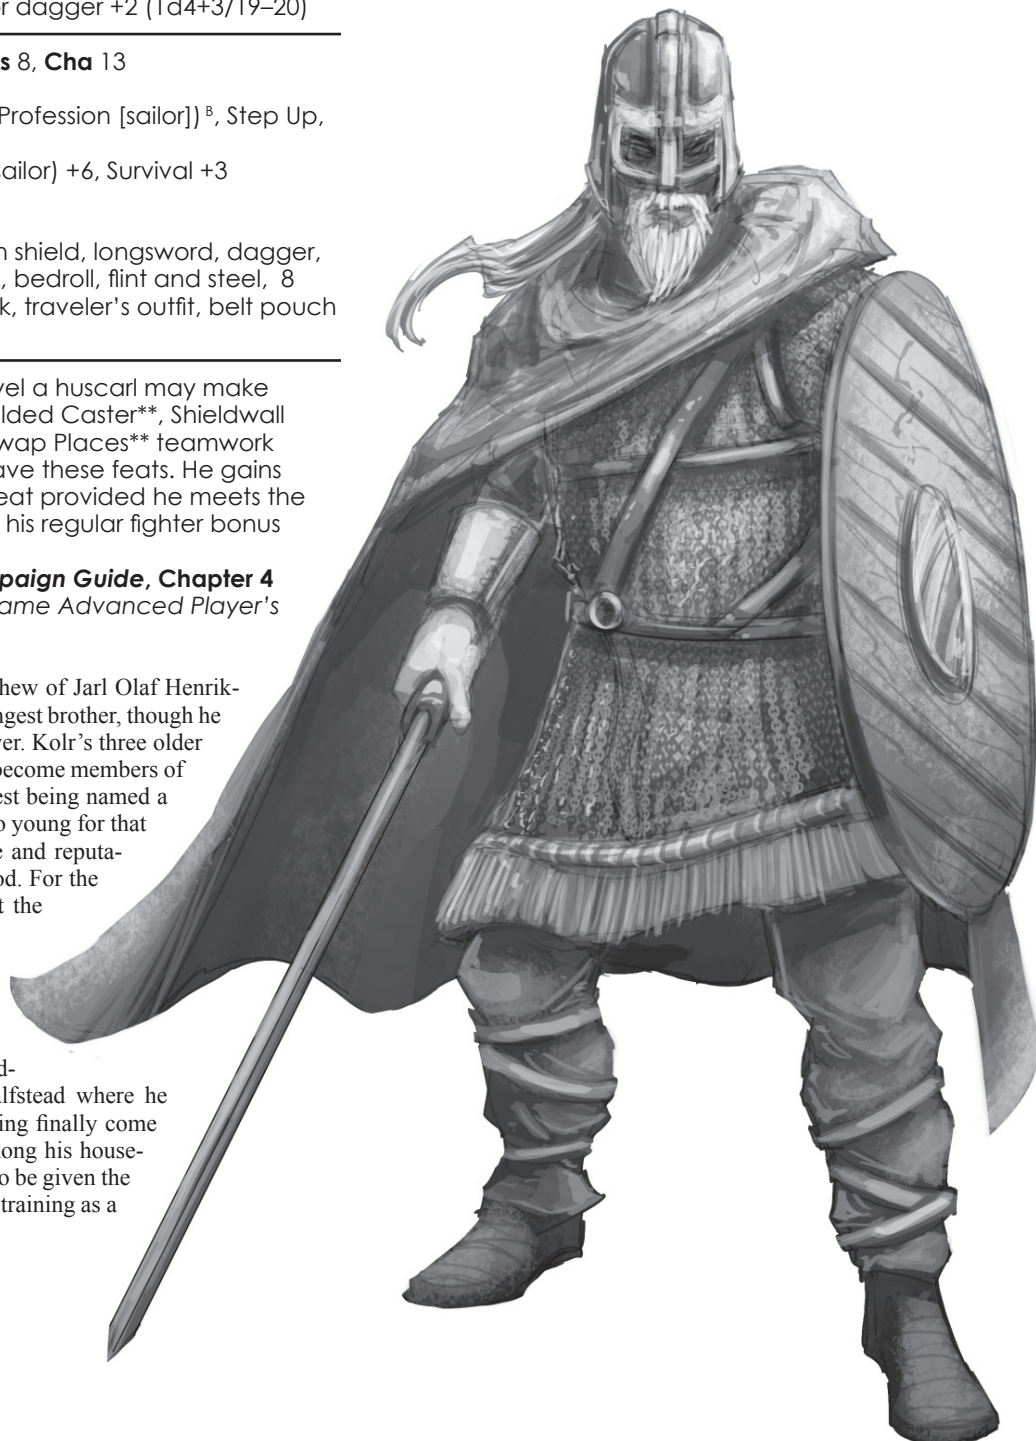 or dagger +2 (1d4+3/19–20)
s 8, Cha 13
Profession [sailor]) B, Step Up,
ailor) +6, Survival +3
shield, longsword, dagger,
, bedroll, flint and steel, 8
k, traveler's outfit, belt pouch
vel a huscarl may make
lded Caster**, Shieldwall
wap Places** teamwork
ave these feats. He gains
eat provided he meets the
his regular fighter bonus
paign Guide, Chapter 4
ame Advanced Player's
hew of Jarl Olaf Henrik-
ngest brother, though he
ver. Kolr's three older
become members of
est being named a
o young for that
e and reputa-
od. For the
t the
d-
alfstead where he
ing finally come
ong his house-
o be given the
training as a